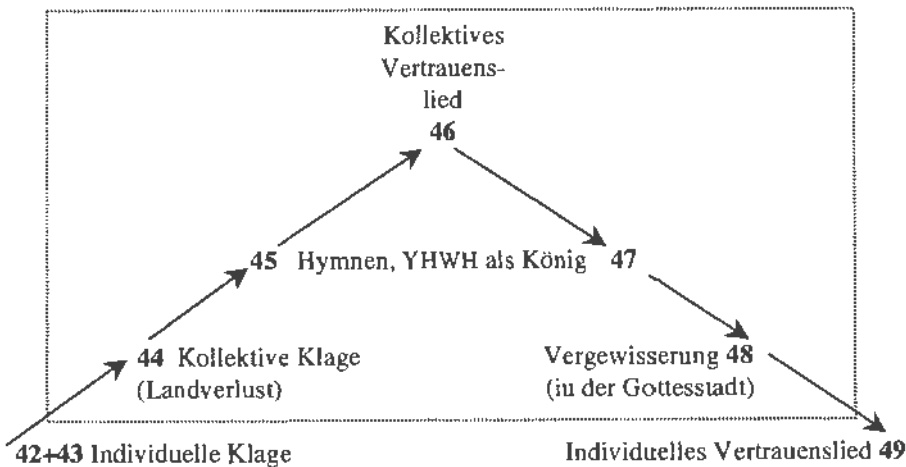 Kollektives
Vertrauens-
lied
46
45 Hymnen, YHWH als König 47
44 Kollektive Klage
(Landverlust)
Vergewisserung 48
(in der Gottesstadt)
42+43 Individuelle Klage
Individuelles Vertrauenslied 49